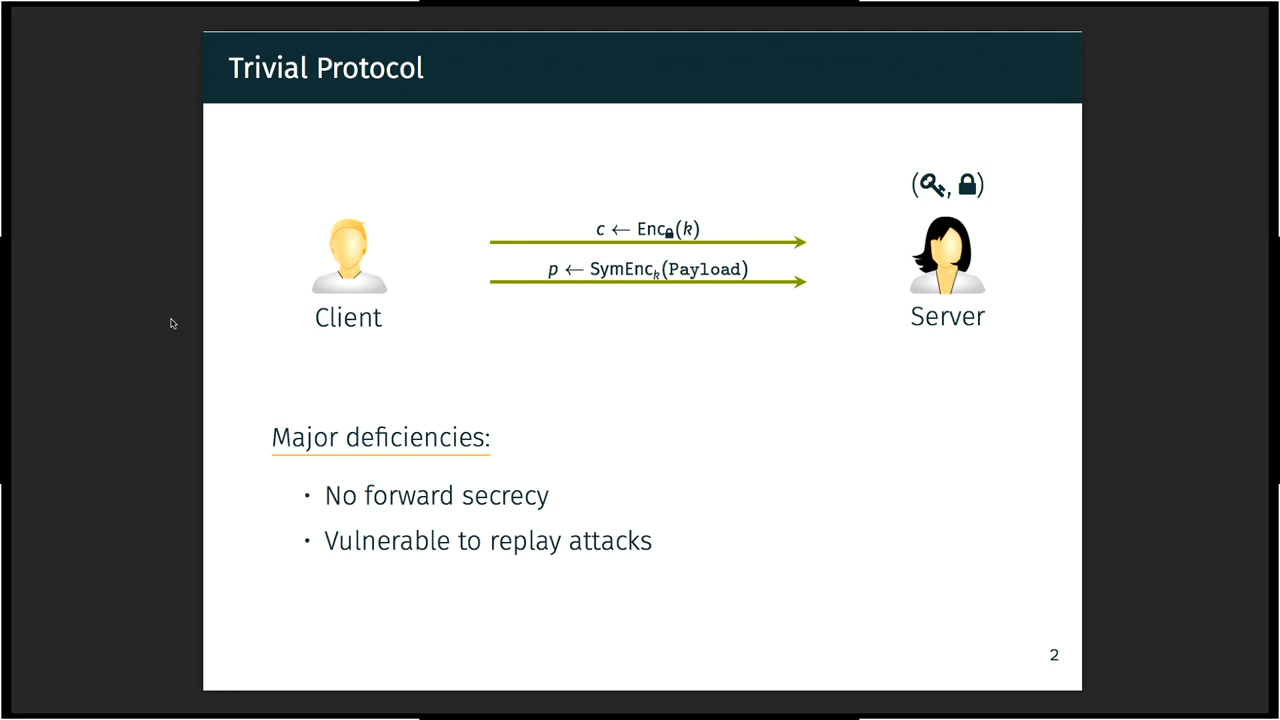 Trivial Protocol
(🔑, 🔒)
c ← Enc🔒(k)
p ← SymEncₖ(Payload)
Client
Server
Major deficiencies:
• No forward secrecy
• Vulnerable to replay attacks
2